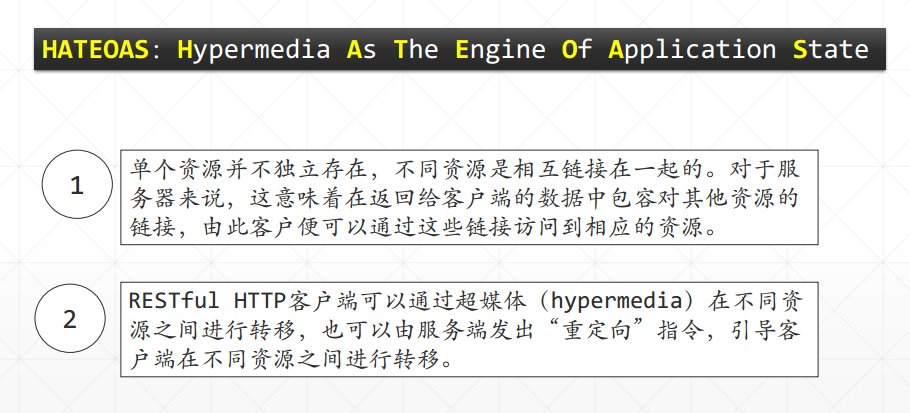 HATEOAS: Hypermedia As The Engine Of Application State
1
单个资源并不独立存在，不同资源是相互链接在一起的。对于服
务器来说，这意味着在返回给客户端的数据中包容对其他资源的
链接，由此客户便可以通过这些链接访问到相应的资源。
2
RESTful HTTP客户端可以通过超媒体（hypermedia）在不同资
源之间进行转移，也可以由服务端发出“重定向”指令，引导客
户端在不同资源之间进行转移。